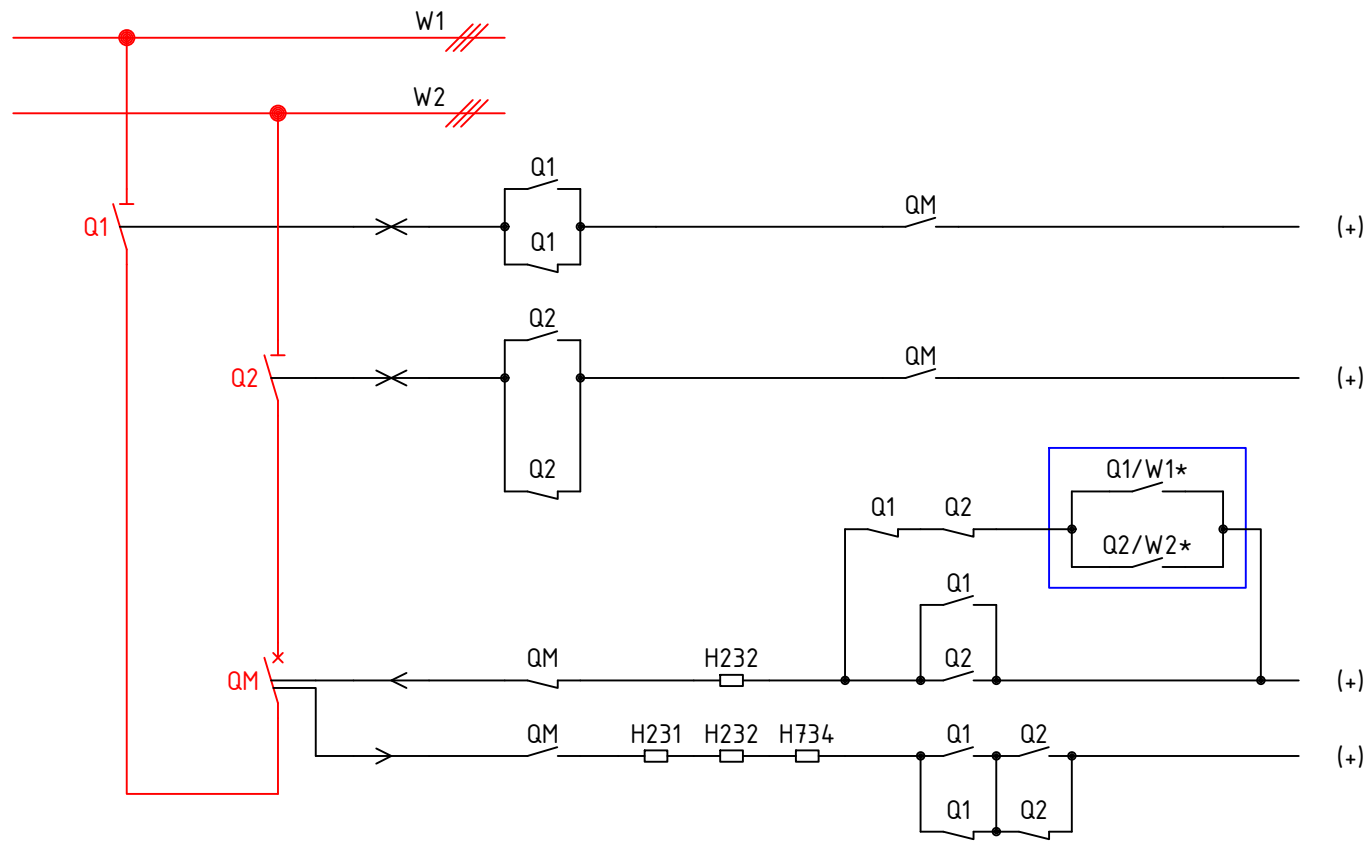 W1
W2
Q1
Q1 QM (+)
Q1
Q2
Q2 QM (+)
Q2
Q1/W1*
Q1 Q2
Q2/W2*
Q1
QM QM H232 Q2 (+)
QM H231 H232 H734 Q1 Q2 (+)
Q1 Q2